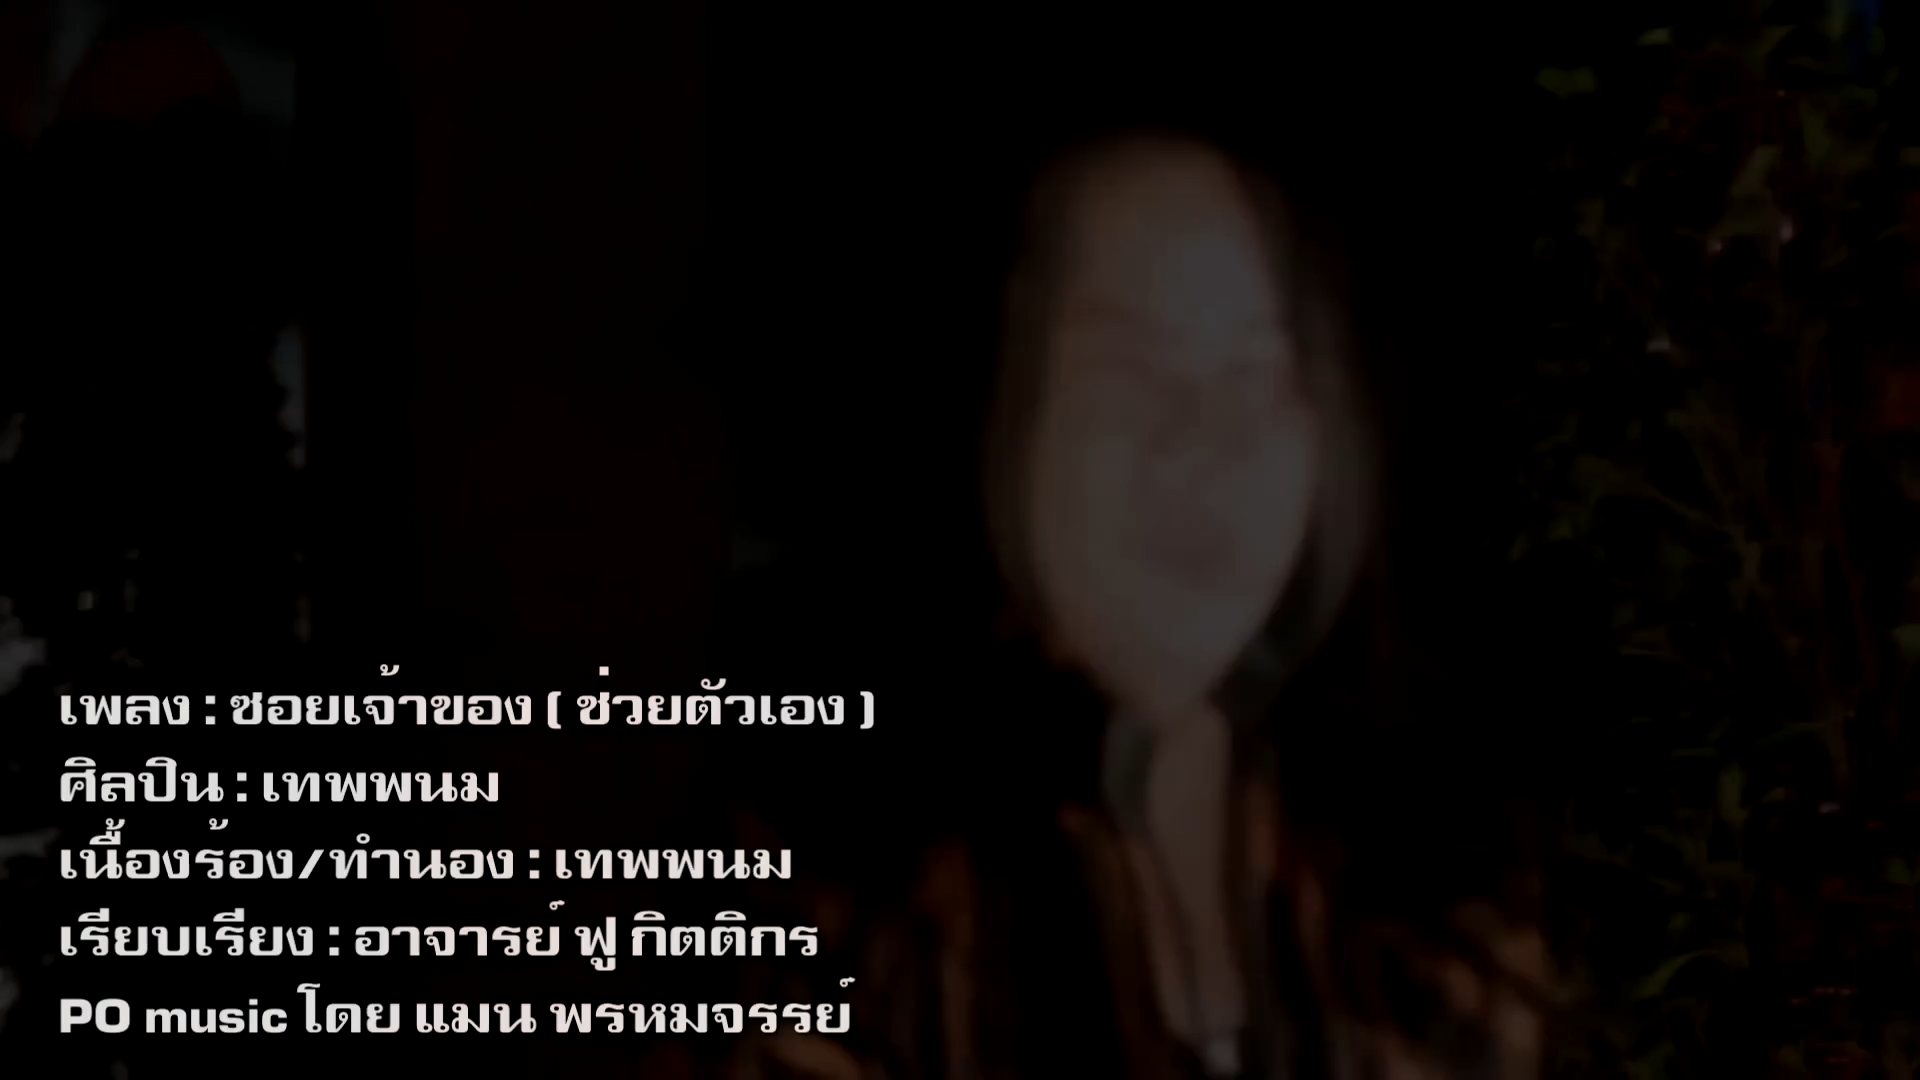 เพลง : ซอยเจ้าของ ( ช่วยตัวเอง )
ศิลปิน : เทพพนม
เนื้องร้อง/ทำนอง : เทพพนม
เรียบเรียง : อาจารย์ ฟู กิตติกร
PO music โดย แมน พรหมจรรย์